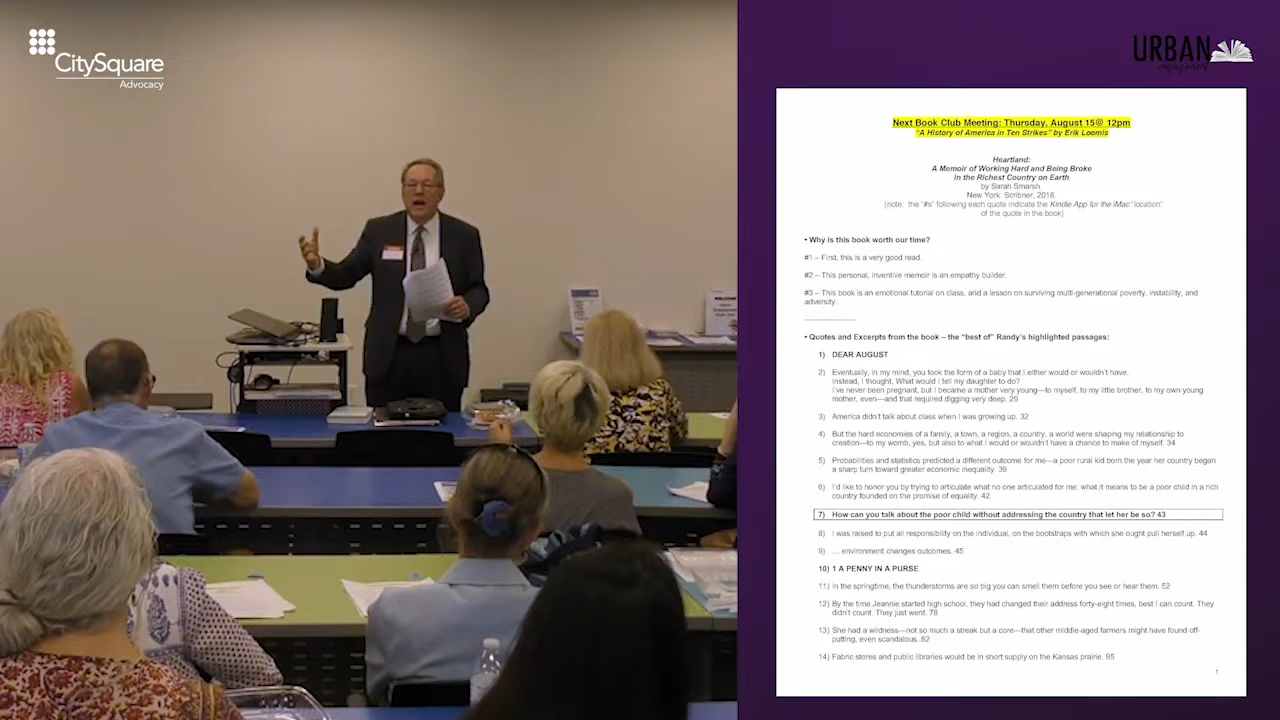 CitySquare
Advocacy
URBAN
engagement
WELCOME
Next Book Club Meeting: Thursday, August 15@ 12pm
"A History of America in Ten Strikes" by Erik Loomis
Heartland:
A Memoir of Working Hard and Being Broke
in the Richest Country on Earth
by Sarah Smarsh.
New York: Scribner, 2018.
(note: the "#s" following each quote indicate the Kindle App for the iMac "location"
of the quote in the book).
• Why is this book worth our time?
#1 – First, this is a very good read.
#2 – This personal, inventive memoir is an empathy builder.
#3 – This book is an emotional tutorial on class, and a lesson on surviving multi-generational poverty, instability, and
adversity.
--------------------
• Quotes and Excerpts from the book – the "best of" Randy's highlighted passages:
1) DEAR AUGUST
2) Eventually, in my mind, you took the form of a baby that I either would or wouldn't have.
Instead, I thought, What would I tell my daughter to do?
I've never been pregnant, but I became a mother very young—to myself, to my little brother, to my own young
mother, even—and that required digging very deep. 29
3) America didn't talk about class when I was growing up. 32
4) But the hard economies of a family, a town, a region, a country, a world were shaping my relationship to
creation—to my womb, yes, but also to what I would or wouldn't have a chance to make of myself. 34
5) Probabilities and statistics predicted a different outcome for me—a poor rural kid born the year her country began
a sharp turn toward greater economic inequality. 39
6) I'd like to honor you by trying to articulate what no one articulated for me: what it means to be a poor child in a rich
country founded on the promise of equality. 42
7) How can you talk about the poor child without addressing the country that let her be so? 43
8) I was raised to put all responsibility on the individual, on the bootstraps with which she ought pull herself up. 44
9) … environment changes outcomes. 45
10) 1 A PENNY IN A PURSE
11) In the springtime, the thunderstorms are so big you can smell them before you see or hear them. 52
12) By the time Jeannie started high school, they had changed their address forty-eight times, best I can count. They
didn't count. They just went. 78
13) She had a wildness—not so much a streak but a core—that other middle-aged farmers might have found off-
putting, even scandalous. 82
14) Fabric stores and public libraries would be in short supply on the Kansas prairie. 95
1